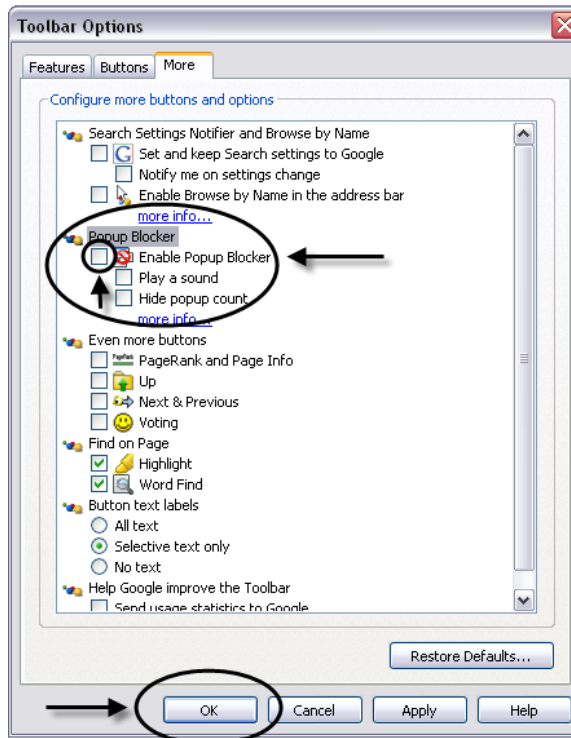 Toolbar Options
Features Buttons More
Configure more buttons and options
Search Settings Notifier and Browse by Name
Set and keep Search settings to Google
Notify me on settings change
Enable Browse by Name in the address bar
more info...
Popup Blocker
Enable Popup Blocker
Play a sound
Hide popup count
more info...
Even more buttons
PageRank PageRank and Page Info
Up
Next & Previous
Voting
Find on Page
Highlight
Word Find
Button text labels
All text
Selective text only
No text
Help Google improve the Toolbar
Send usage statistics to Google
Restore Defaults...
OK Cancel Apply Help